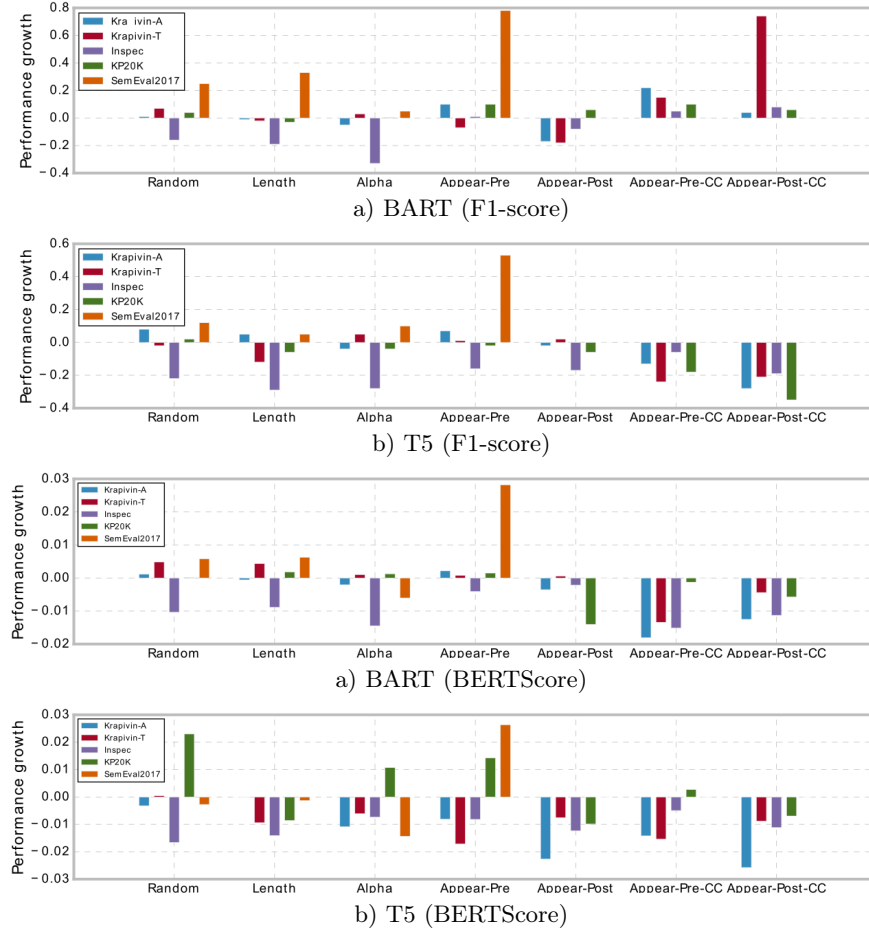 0.8
0.6
0.4
0.2
0.0
−0.2
−0.4
Performance growth
Kra ivin-A
Krapivin-T
Inspec
KP20K
SemEval2017
Random Length Alpha Appear-Pre Appear-Post Appear-Pre-CC Appear-Post-CC
a) BART (F1-score)
0.6
0.4
0.2
0.0
−0.2
−0.4
Performance growth
Krapivin-A
Krapivin-T
Inspec
KP20K
SemEval2017
Random Length Alpha Appear-Pre Appear-Post Appear-Pre-CC Appear-Post-CC
b) T5 (F1-score)
0.03
0.02
0.01
0.00
−0.01
−0.02
Performance growth
Krapivin-A
Krapivin-T
Inspec
KP20K
SemEval2017
Random Length Alpha Appear-Pre Appear-Post Appear-Pre-CC Appear-Post-CC
a) BART (BERTScore)
0.03
0.02
0.01
0.00
−0.01
−0.02
−0.03
Performance growth
Krapivin-A
Krapivin-T
Inspec
KP20K
SemEval2017
Random Length Alpha Appear-Pre Appear-Post Appear-Pre-CC Appear-Post-CC
b) T5 (BERTScore)